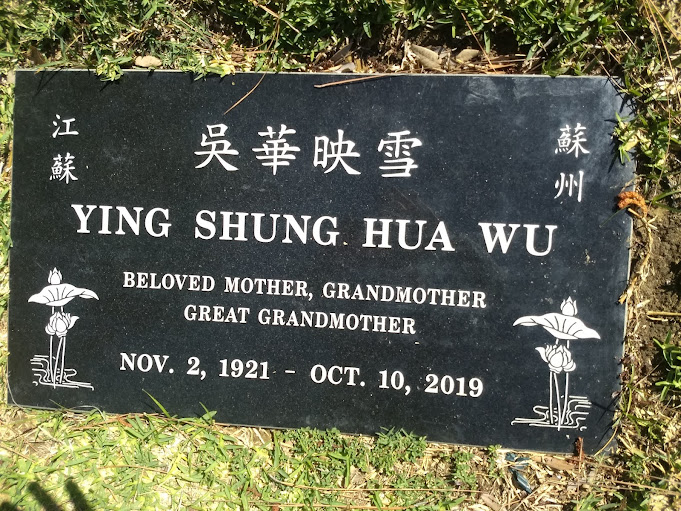 江蘇
吳華映雪
蘇州
YING SHUNG HUA WU
BELOVED MOTHER, GRANDMOTHER
GREAT GRANDMOTHER
NOV. 2, 1921 - OCT. 10, 2019